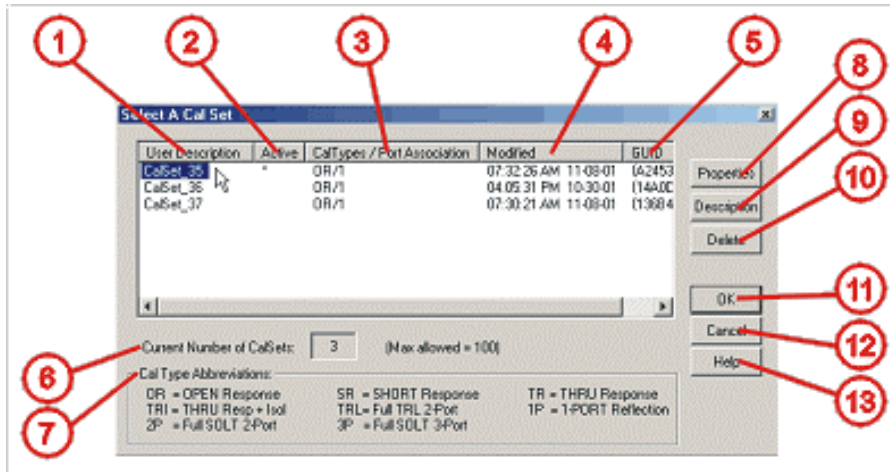 1 2 3 4 5
8
9
10
11
12
13
6
7
Select A Cal Set
User Description Active CalTypes / Port Association Modified GUID
CalSet_35 * OR/1 07:32:26 AM 11-08-01 {A2453
CalSet_36 OR/1 04:05:31 PM 10-30-01 {14A0D
CalSet_37 OR/1 07:30:21 AM 11-08-01 {136B4
Properties
Description
Delete
OK
Cancel
Help
Current Number of CalSets: 3 (Max allowed = 100)
Cal Type Abbreviations:
OR = OPEN Response SR = SHORT Response TR = THRU Response
TRI = THRU Resp + Isol TRL= Full TRL 2-Port 1P = 1-PORT Reflection
2P = Full SOLT 2-Port 3P = Full SOLT 3-Port